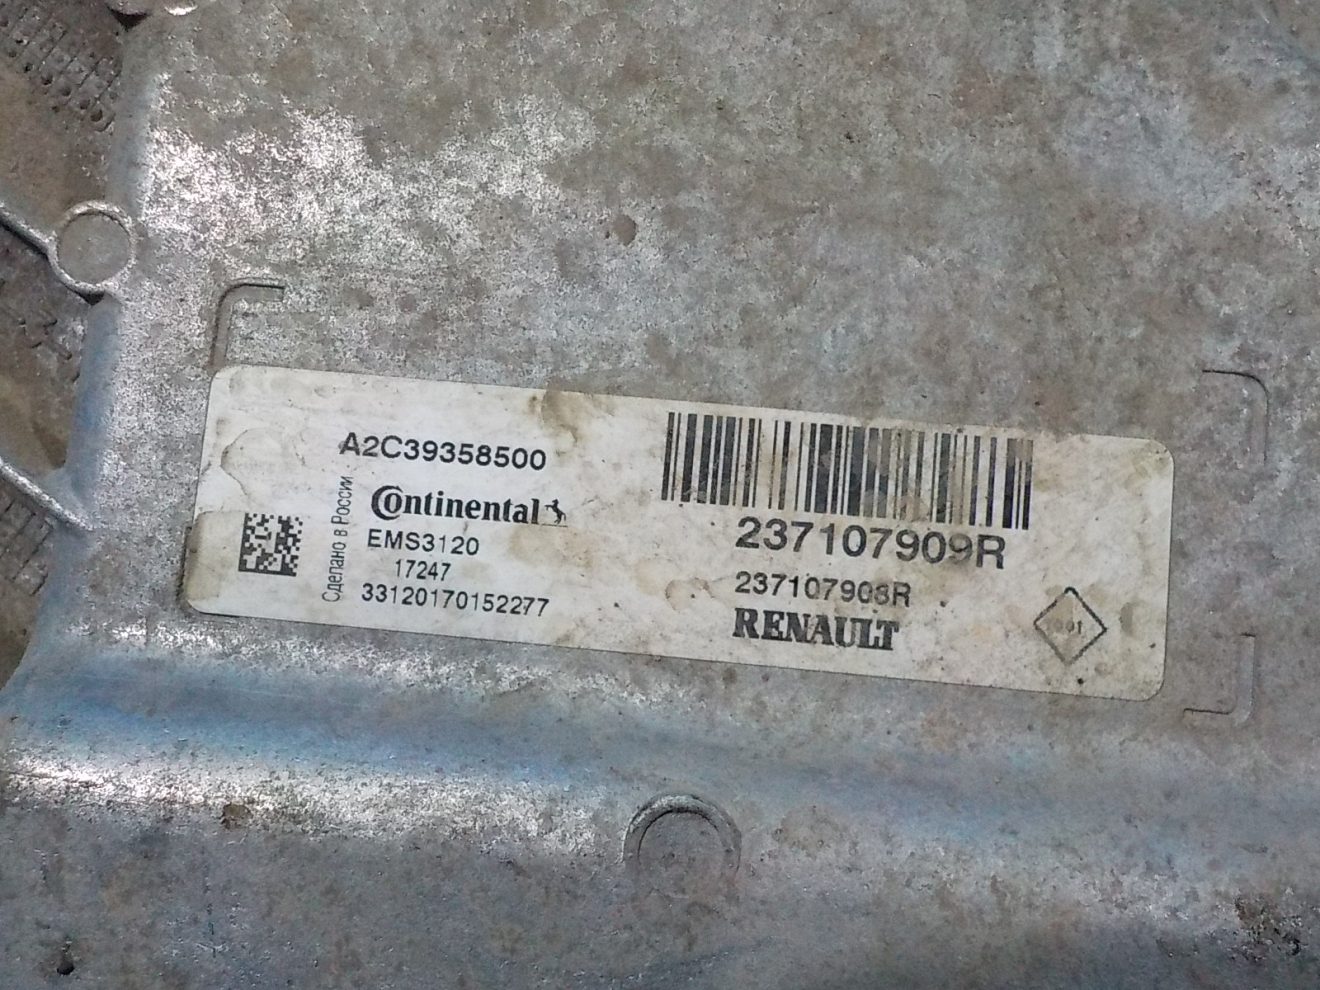 A2C39358500
Continental
EMS3120
17247
33120170152277
Сделано в России
237107909R
237107908R
RENAULT